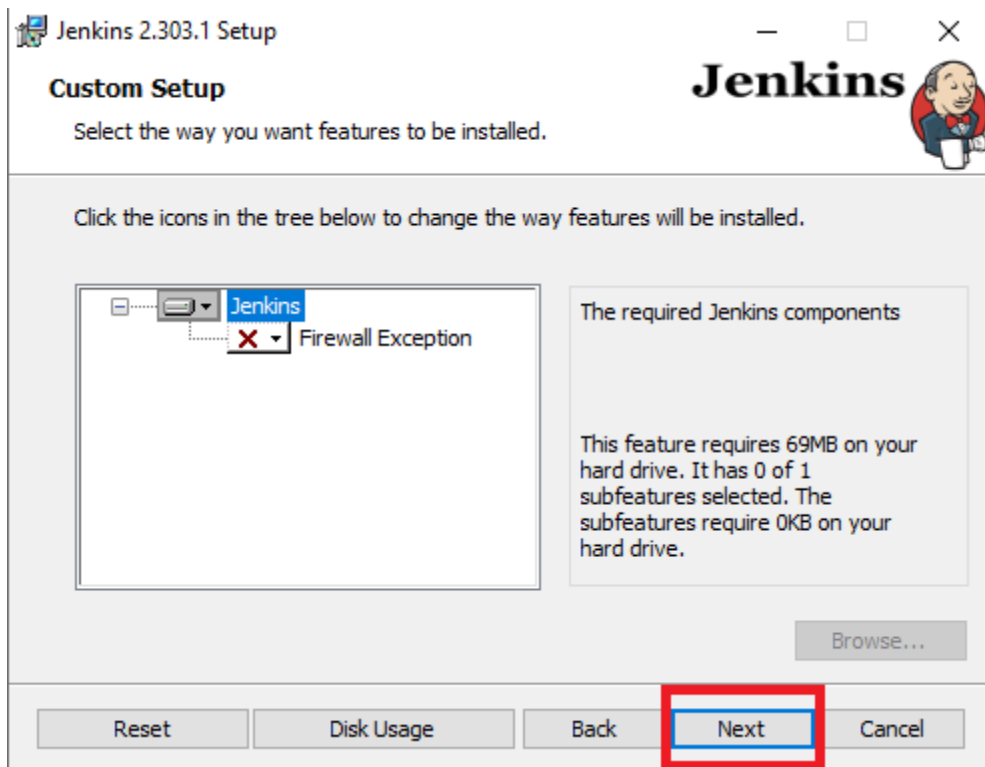 Jenkins 2.303.1 Setup
Custom Setup
Jenkins
Select the way you want features to be installed.
Click the icons in the tree below to change the way features will be installed.
Jenkins
Firewall Exception
The required Jenkins components
This feature requires 69MB on your
hard drive. It has 0 of 1
subfeatures selected. The
subfeatures require 0KB on your
hard drive.
Browse...
Reset
Disk Usage
Back
Next
Cancel